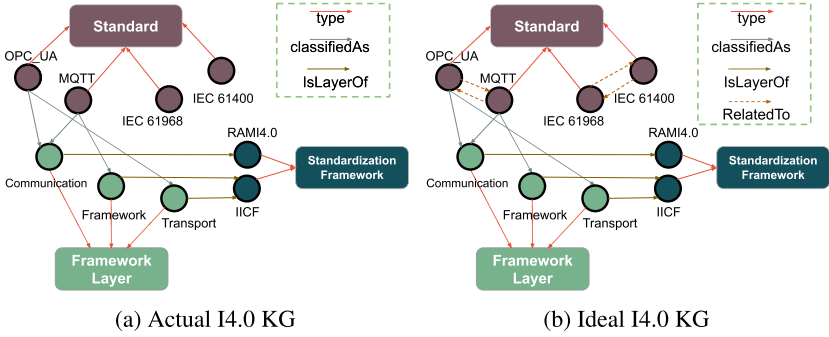 Standard
OPC_UA
MQTT
IEC 61968
IEC 61400
type
classifiedAs
IsLayerOf
RAMI4.0
Communication
Framework
Transport
IICF
Standardization
Framework
Framework
Layer
(a) Actual I4.0 KG
Standard
OPC_UA
MQTT
IEC 61968
IEC 61400
type
classifiedAs
IsLayerOf
RelatedTo
RAMI4.0
Communication
Framework
Transport
IICF
Standardization
Framework
Framework
Layer
(b) Ideal I4.0 KG